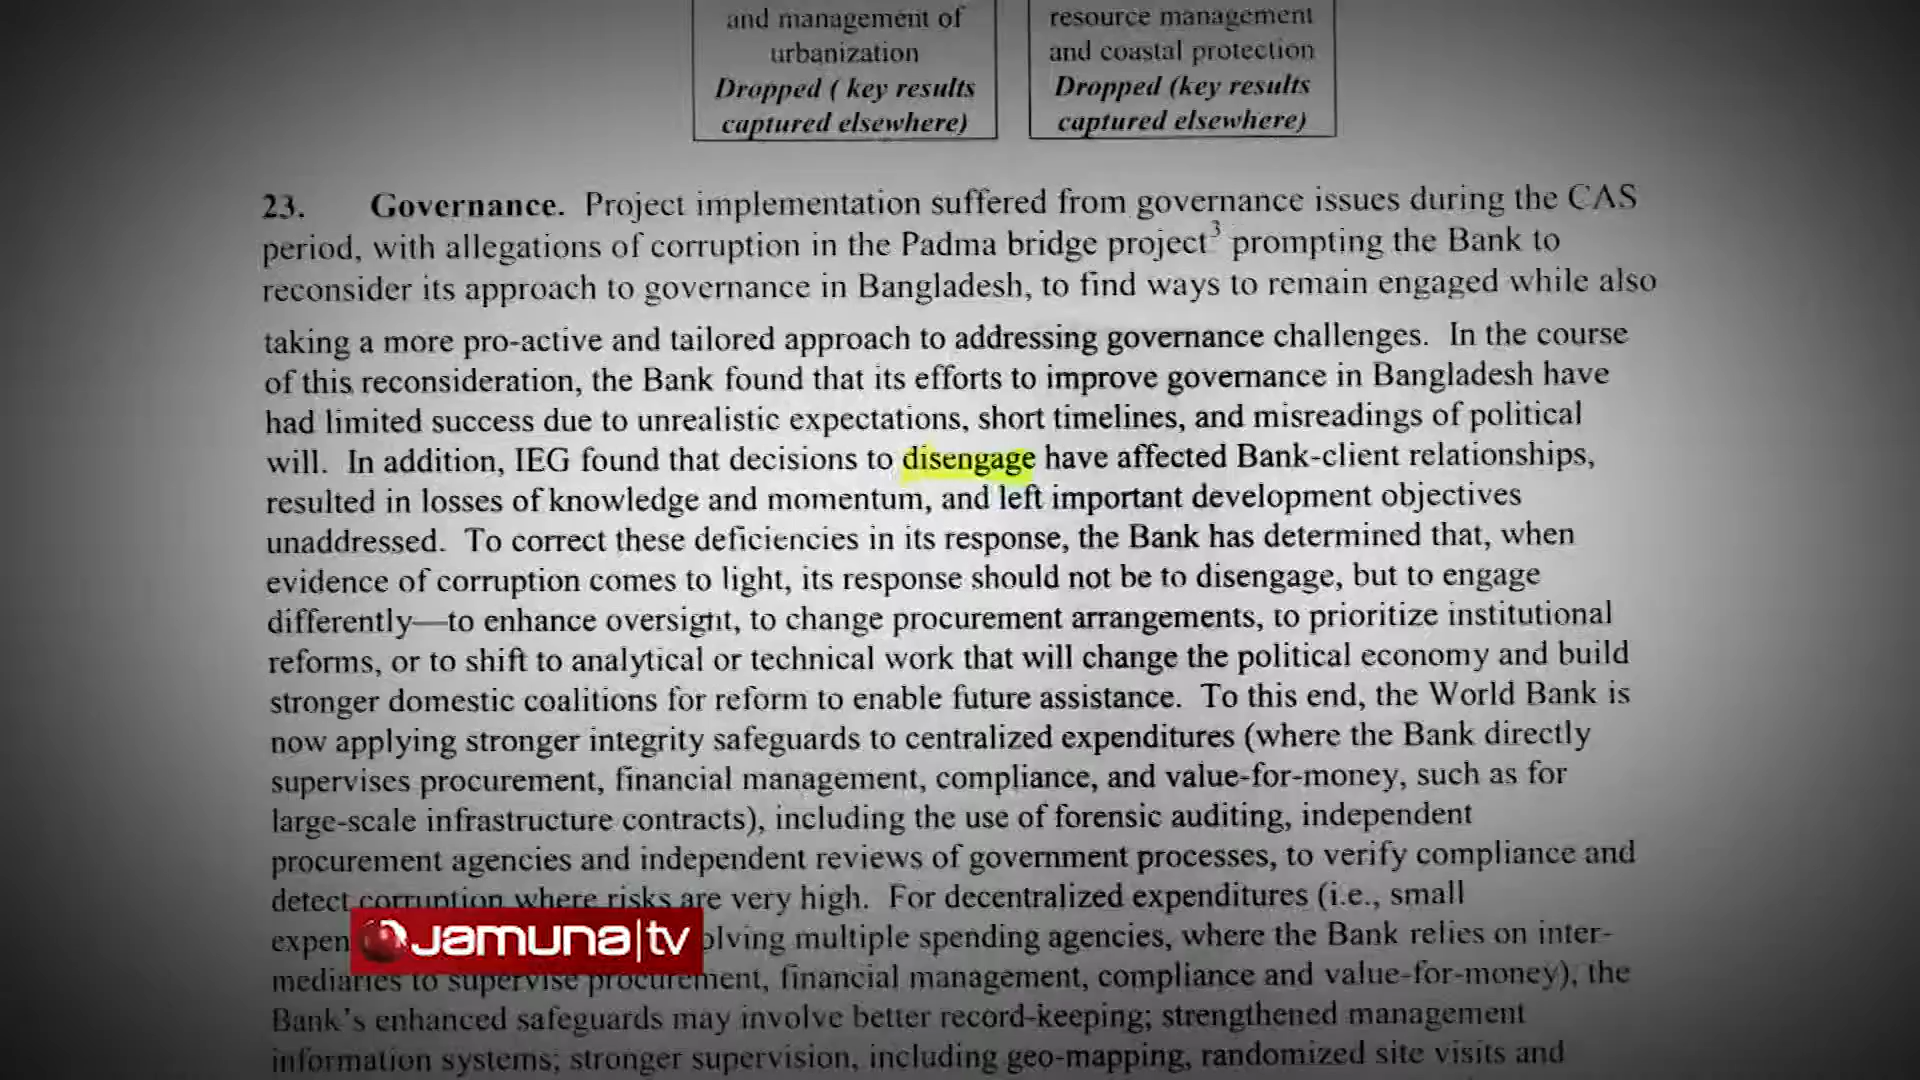 and management of
urbanization
Dropped ( key results
captured elsewhere)
resource management
and coastal protection
Dropped (key results
captured elsewhere)
23. Governance. Project implementation suffered from governance issues during the CAS
period, with allegations of corruption in the Padma bridge project3 prompting the Bank to
reconsider its approach to governance in Bangladesh, to find ways to remain engaged while also
taking a more pro-active and tailored approach to addressing governance challenges. In the course
of this reconsideration, the Bank found that its efforts to improve governance in Bangladesh have
had limited success due to unrealistic expectations, short timelines, and misreadings of political
will. In addition, IEG found that decisions to disengage have affected Bank-client relationships,
resulted in losses of knowledge and momentum, and left important development objectives
unaddressed. To correct these deficiencies in its response, the Bank has determined that, when
evidence of corruption comes to light, its response should not be to disengage, but to engage
differently—to enhance oversight, to change procurement arrangements, to prioritize institutional
reforms, or to shift to analytical or technical work that will change the political economy and build
stronger domestic coalitions for reform to enable future assistance. To this end, the World Bank is
now applying stronger integrity safeguards to centralized expenditures (where the Bank directly
supervises procurement, financial management, compliance, and value-for-money, such as for
large-scale infrastructure contracts), including the use of forensic auditing, independent
procurement agencies and independent reviews of government processes, to verify compliance and
detect corruption where risks are very high. For decentralized expenditures (i.e., small
expen olving multiple spending agencies, where the Bank relies on inter-
mediaries to supervise procurement, financial management, compliance and value-for-money), the
Bank's enhanced safeguards may involve better record-keeping; strengthened management
information systems; stronger supervision, including geo-mapping, randomized site visits and
Jamuna|tv